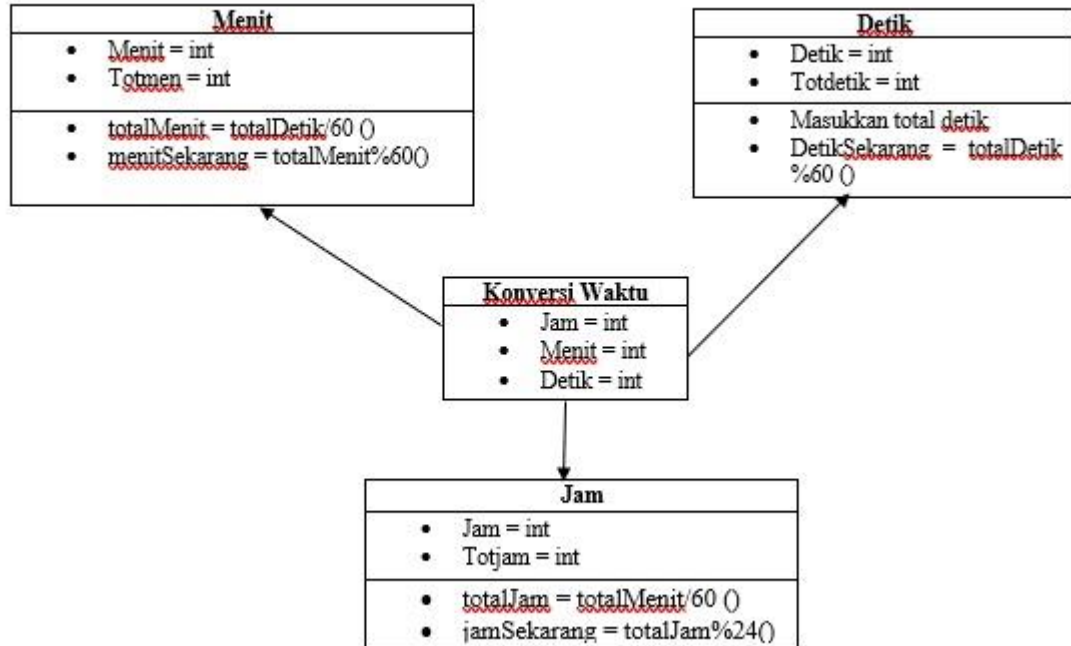 Menit
• Menit = int
• Totmen = int
• totalMenit = totalDetik/60 ()
• menitSekarang = totalMenit%60()
Detik
• Detik = int
• Totdetik = int
• Masukkan total detik
• DetikSekarang = totalDetik
%60 ()
Konversi Waktu
• Jam = int
• Menit = int
• Detik = int
Jam
• Jam = int
• Totjam = int
• totalJam = totalMenit/60 ()
• jamSekarang = totalJam%24()